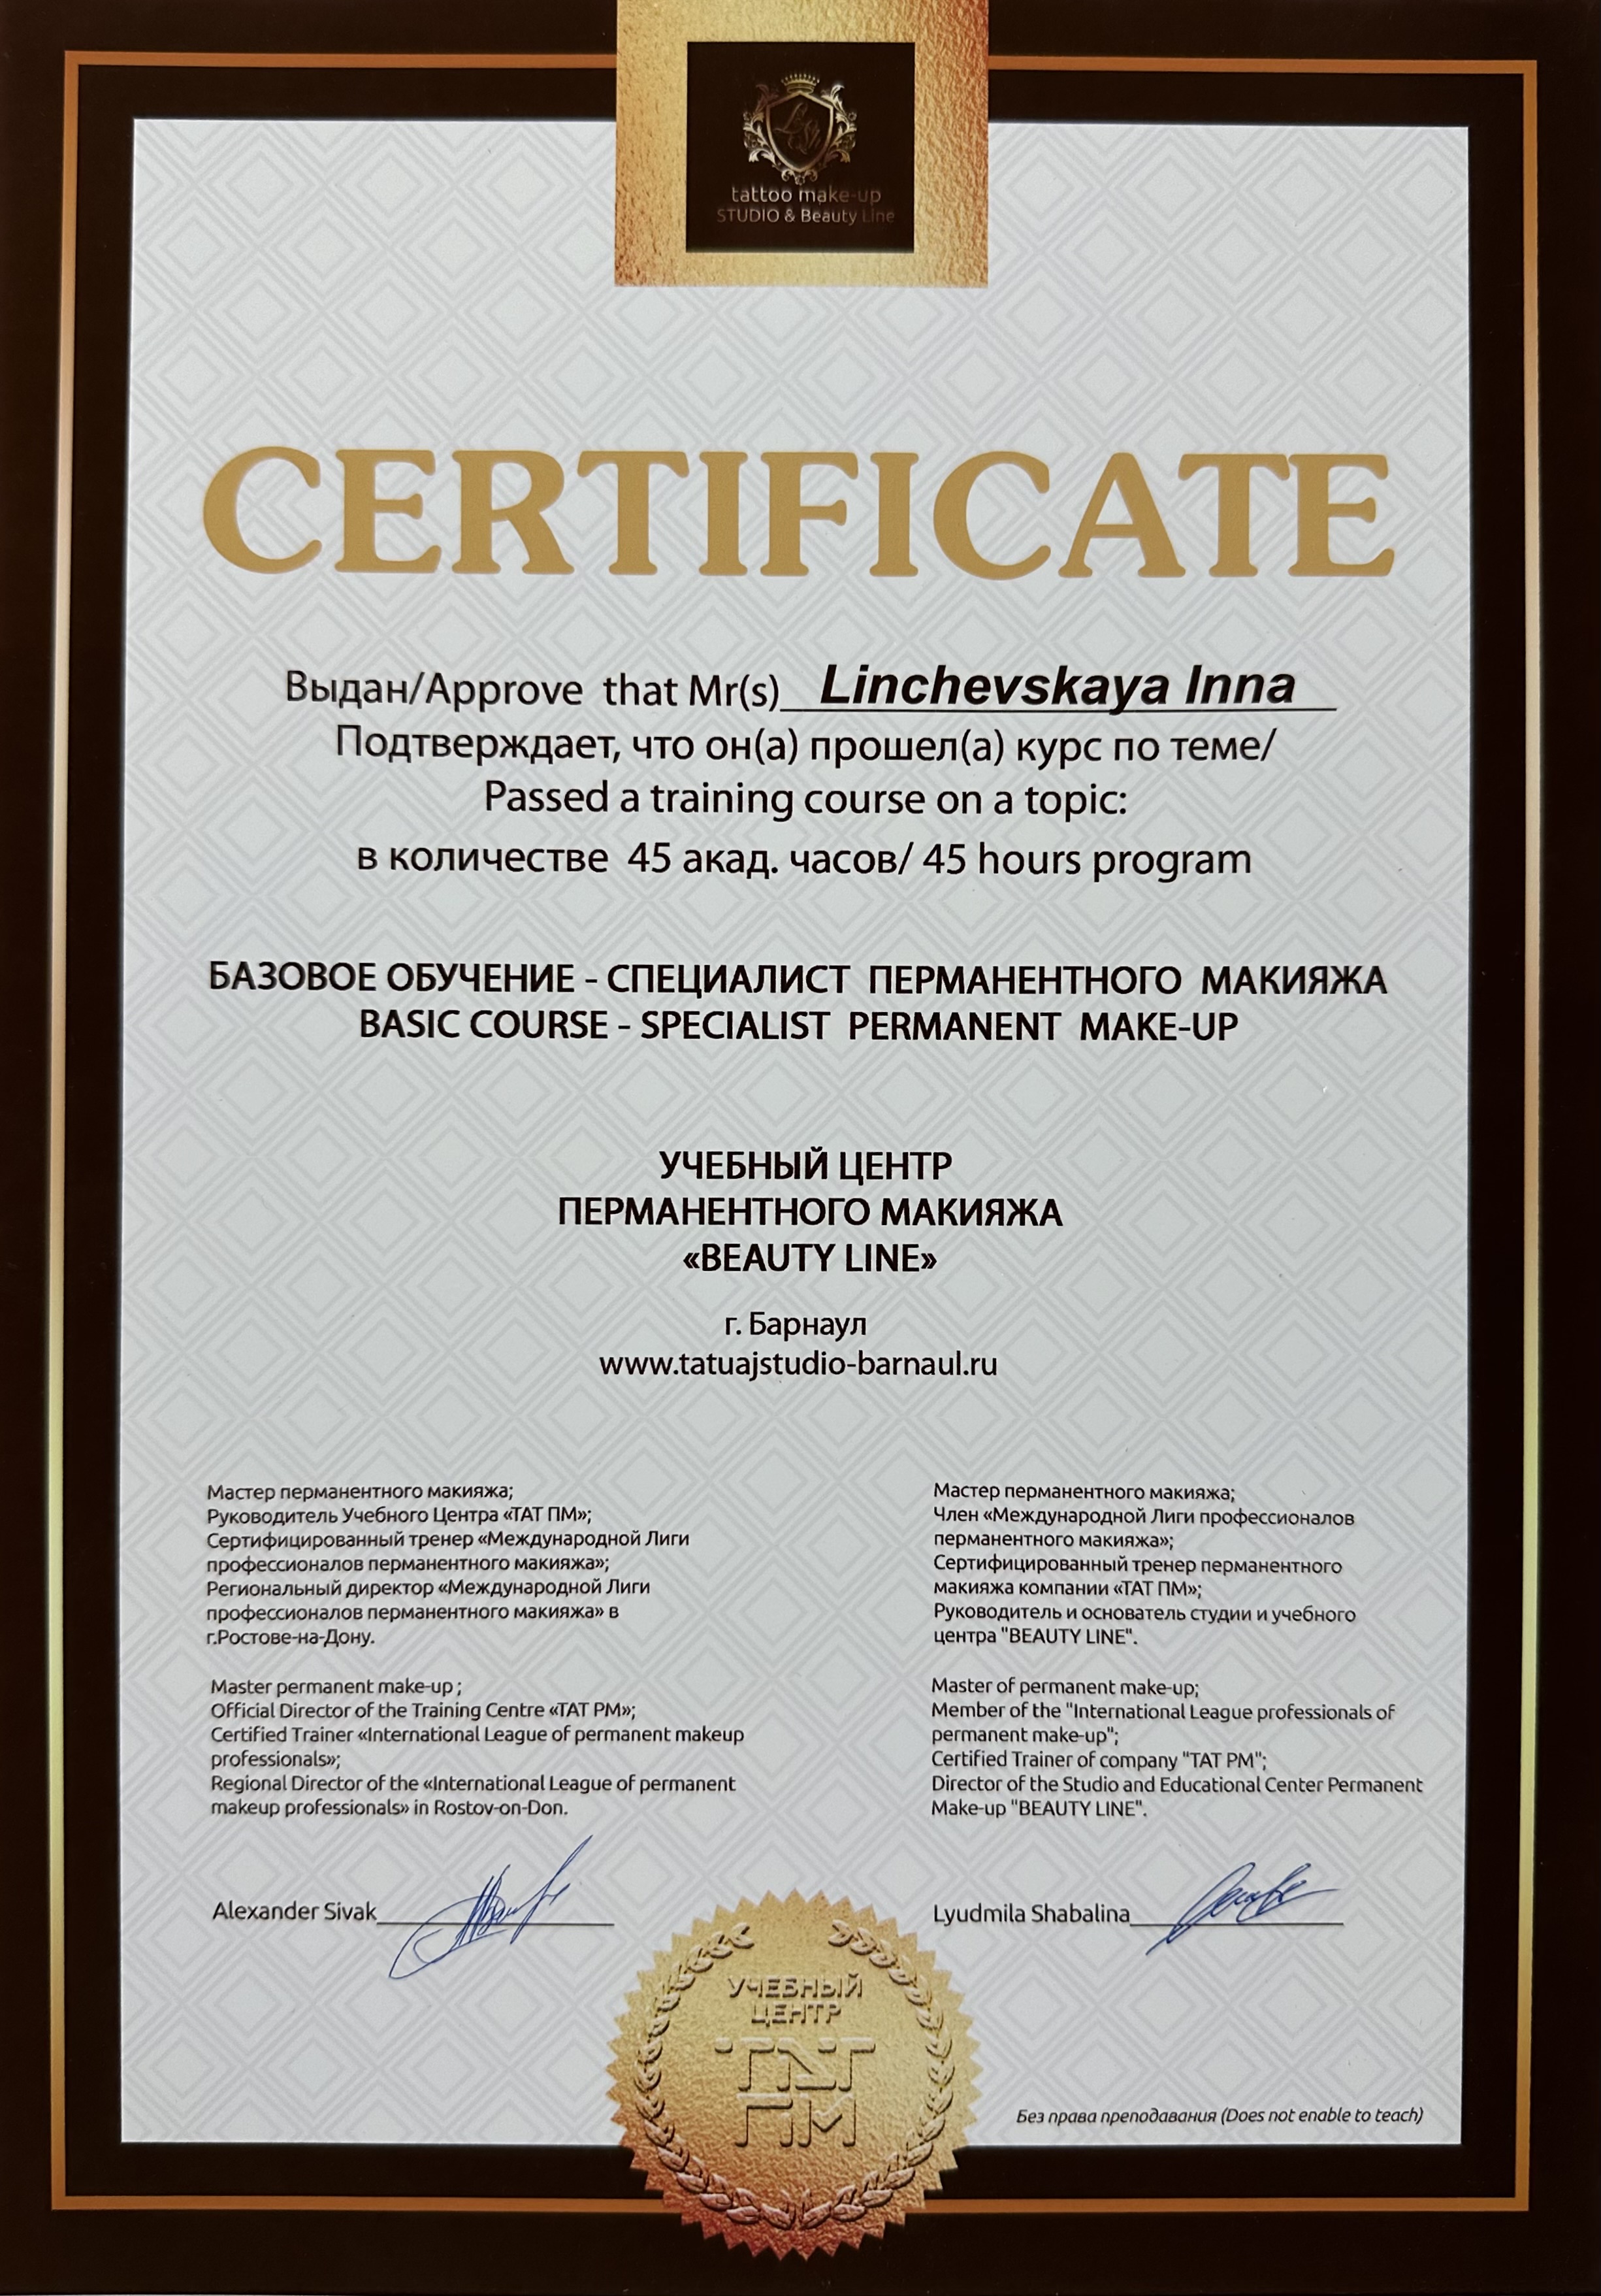 tattoo make-up
STUDIO & Beauty Line
CERTIFICATE
Выдан/Approve that Mr(s) Linchevskaya Inna
Подтверждает, что он(а) прошел(а) курс по теме/
Passed a training course on a topic:
в количестве 45 акад. часов/ 45 hours program
БАЗОВОЕ ОБУЧЕНИЕ - СПЕЦИАЛИСТ ПЕРМАНЕНТНОГО МАКИЯЖА
BASIC COURSE - SPECIALIST PERMANENT MAKE-UP
УЧЕБНЫЙ ЦЕНТР
ПЕРМАНЕНТНОГО МАКИЯЖА
«BEAUTY LINE»
г. Барнаул
www.tatuajstudio-barnaul.ru
Мастер перманентного макияжа;
Руководитель Учебного Центра «ТАТ ПМ»;
Сертифицированный тренер «Международной Лиги
профессионалов перманентного макияжа»;
Региональный директор «Международной Лиги
профессионалов перманентного макияжа» в
г.Ростове-на-Дону.
Master permanent make-up ;
Official Director of the Training Centre «TAT PM»;
Certified Trainer «International League of permanent makeup
professionals»;
Regional Director of the «International League of permanent
makeup professionals» in Rostov-on-Don.
Alexander Sivak
Мастер перманентного макияжа;
Член «Международной Лиги профессионалов
перманентного макияжа»;
Сертифицированный тренер перманентного
макияжа компании «ТАТ ПМ»;
Руководитель и основатель студии и учебного
центра "BEAUTY LINE".
Master of permanent make-up;
Member of the "International League professionals of
permanent make-up";
Certified Trainer of company "TAT PM";
Director of the Studio and Educational Center Permanent
Make-up "BEAUTY LINE".
Lyudmila Shabalina
УЧЕБНЫЙ
ЦЕНТР
ТАТ
ПМ
Без права преподавания (Does not enable to teach)